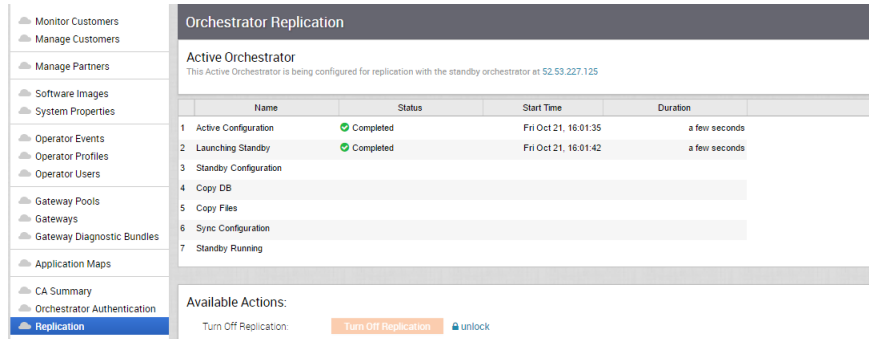 Monitor Customers
Manage Customers
Manage Partners
Software Images
System Properties
Operator Events
Operator Profiles
Operator Users
Gateway Pools
Gateways
Gateway Diagnostic Bundles
Application Maps
CA Summary
Orchestrator Authentication
Replication
Orchestrator Replication
Active Orchestrator
This Active Orchestrator is being configured for replication with the standby orchestrator at 52.53.227.125
Name Status Start Time Duration
1 Active Configuration Completed Fri Oct 21, 16:01:35 a few seconds
2 Launching Standby Completed Fri Oct 21, 16:01:42 a few seconds
3 Standby Configuration
4 Copy DB
5 Copy Files
6 Sync Configuration
7 Standby Running
Available Actions:
Turn Off Replication: Turn Off Replication unlock